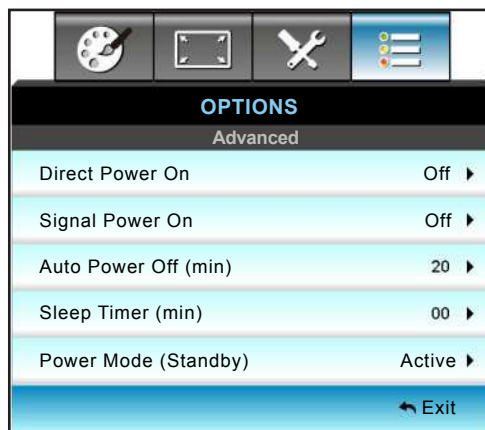 OPTIONS
Advanced
Direct Power On Off
Signal Power On Off
Auto Power Off (min) 20
Sleep Timer (min) 00
Power Mode (Standby) Active
Exit